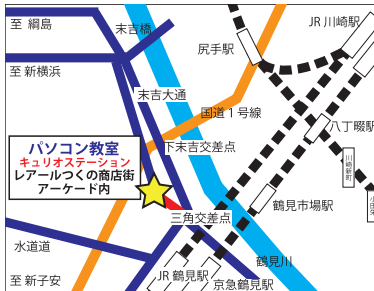 至 綱島
末吉橋
JR 川崎駅
尻手駅
至 新横浜
末吉大通
国道1号線
八丁畷駅
下末吉交差点
パソコン教室
キュリオステーション
レアールつくの商店街
アーケード内
川崎新町
鶴見市場駅
三角交差点
水道道
鶴見川
至 新子安
JR 鶴見駅
京急鶴見駅